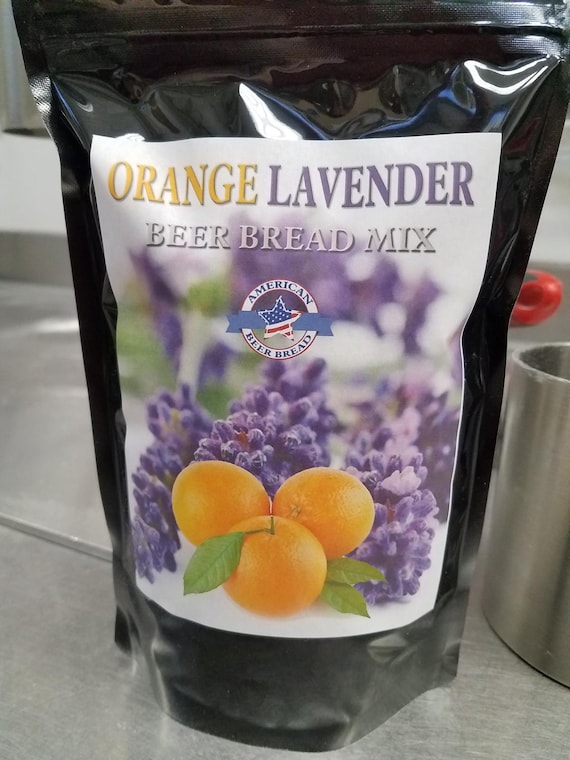 ORANGE LAVENDER
BEER BREAD MIX
AMERICAN
BEER BREAD